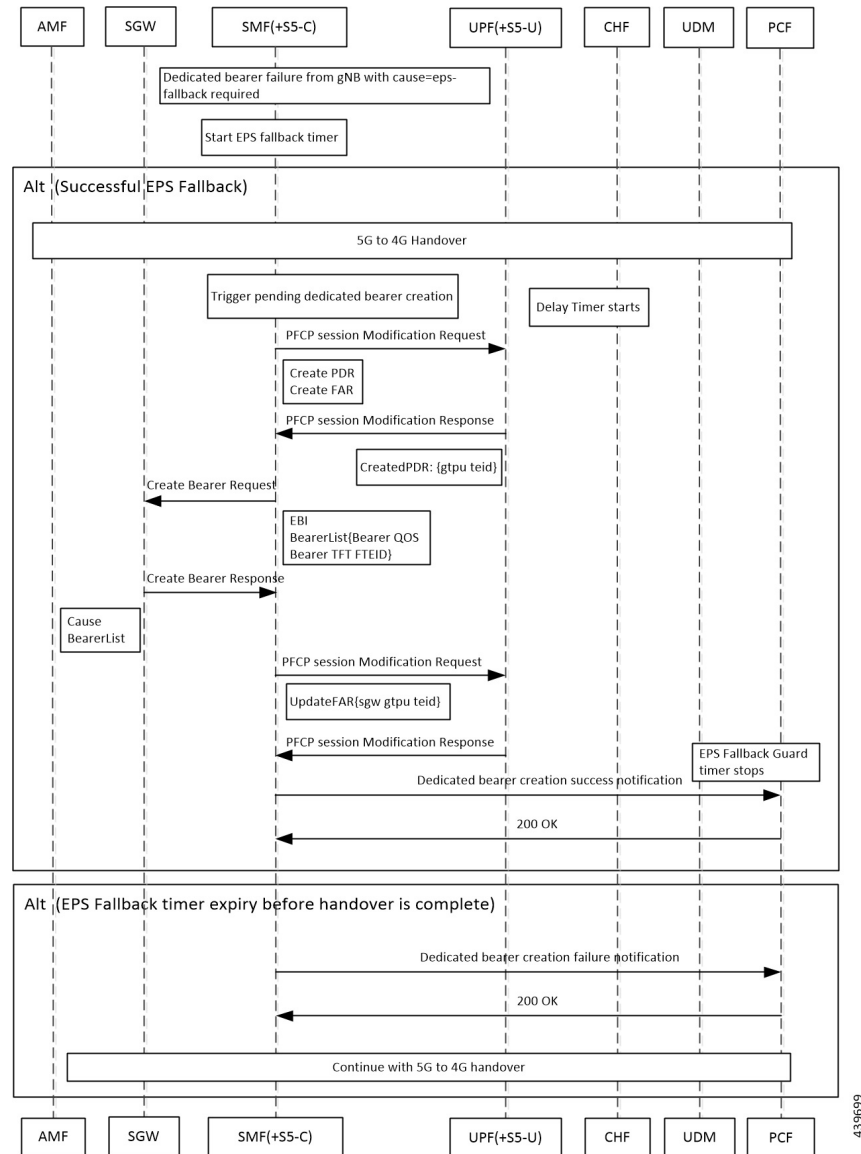 AMF SGW SMF(+S5-C) UPF(+S5-U) CHF UDM PCF
Dedicated bearer failure from gNB with cause=eps-
fallback required
Start EPS fallback timer
Alt (Successful EPS Fallback)
5G to 4G Handover
Trigger pending dedicated bearer creation
Delay Timer starts
PFCP session Modification Request
Create PDR
Create FAR
PFCP session Modification Response
CreatedPDR: {gtpu teid}
Create Bearer Request
EBI
BearerList{Bearer QOS
Bearer TFT FTEID}
Create Bearer Response
Cause
BearerList
PFCP session Modification Request
UpdateFAR{sgw gtpu teid}
PFCP session Modification Response
EPS Fallback Guard
timer stops
Dedicated bearer creation success notification
200 OK
Alt (EPS Fallback timer expiry before handover is complete)
Dedicated bearer creation failure notification
200 OK
Continue with 5G to 4G handover
AMF SGW SMF(+S5-C) UPF(+S5-U) CHF UDM PCF
439699